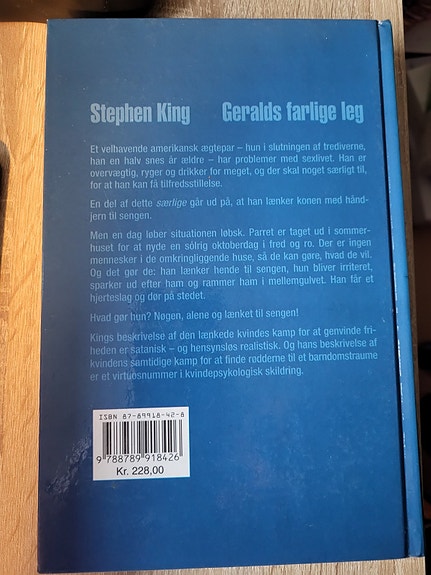 Stephen King Geralds farlige leg
Et velhavende amerikansk ægtepar – hun i slutningen af trediverne,
han en halv snes år ældre – har problemer med sexlivet. Han er
overvægtig, ryger og drikker for meget, og der skal noget særligt til,
for at han kan få tilfredsstillelse.
En del af dette særlige går ud på, at han lænker konen med hånd-
jern til sengen.
Men en dag løber situationen løbsk. Parret er taget ud i sommer-
huset for at nyde en solrig oktoberdag i fred og ro. Der er ingen
mennesker i de omkringliggende huse, så de kan gøre, hvad de vil.
Og det gør de: han lænker hende til sengen, hun bliver irriteret,
sparker ud efter ham og rammer ham i mellemgulvet. Han får et
hjerteslag og dør på stedet.
Hvad gør hun? Nøgen, alene og lænket til sengen!
Kings beskrivelse af den lænkede kvindes kamp for at genvinde fri-
heden er satanisk – og hensynsløs realistisk. Og hans beskrivelse af
kvindens samtidige kamp for at finde rødderne til et barndomstraume
er et virtuosnummer i kvindepsykologisk skildring.
ISBN 87-89918-42-8
9 788789 918426
Kr. 228,00